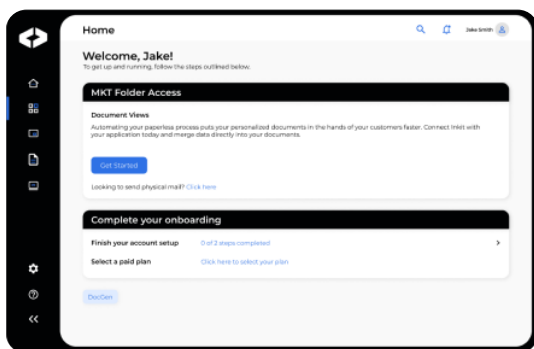 Home
Jake Smith
Welcome, Jake!
To get up and running, follow the steps outlined below.
MKT Folder Access
Document Views
Automating your paperless process puts your personalized documents in the hands of your customers faster. Connect Inkit with
your application today and merge data directly into your documents.
Get Started
Looking to send physical mail? Click here
Complete your onboarding
Finish your account setup 0 of 2 steps completed
Select a paid plan Click here to select your plan
DocGen